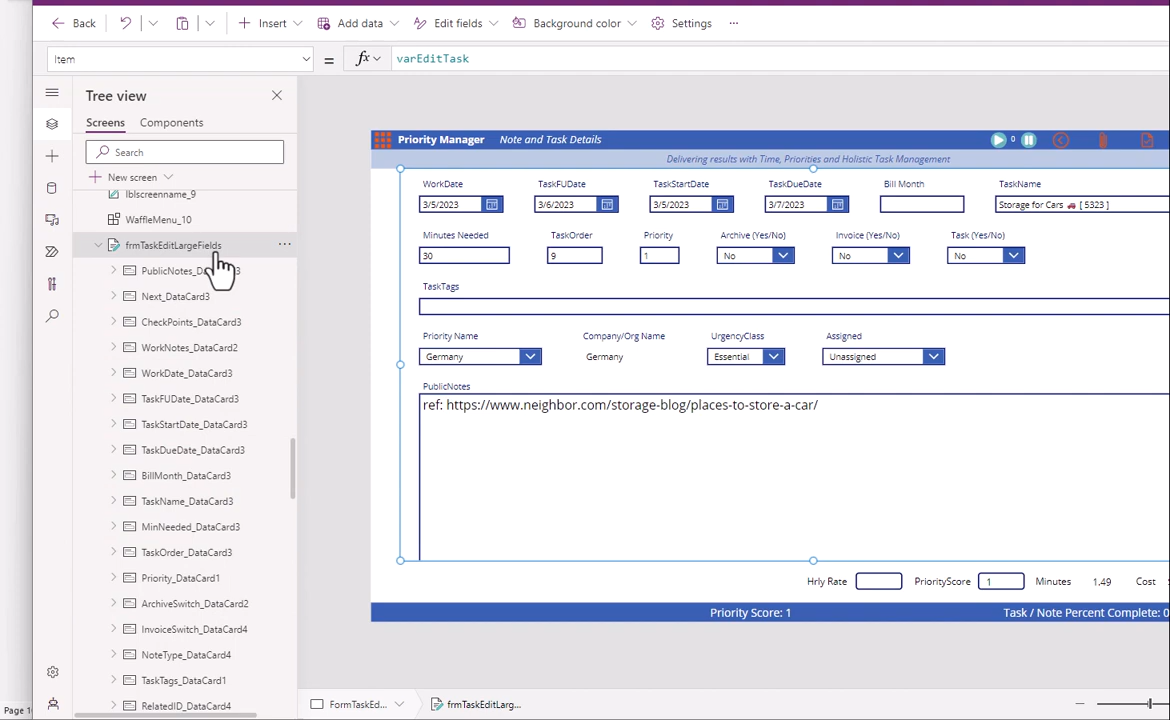 Back Insert Add data Edit fields Background color Settings ...
Item = fx varEditTask
Tree view
Screens Components
Search
New screen
lblscreenname_9
WaffleMenu_10
frmTaskEditLargeFields ...
PublicNotes_D 3
Next_DataCard3
CheckPoints_DataCard3
WorkNotes_DataCard2
WorkDate_DataCard3
TaskFUDate_DataCard3
TaskStartDate_DataCard3
TaskDueDate_DataCard3
BillMonth_DataCard3
TaskName_DataCard3
MinNeeded_DataCard3
TaskOrder_DataCard3
Priority_DataCard1
ArchiveSwitch_DataCard2
InvoiceSwitch_DataCard4
NoteType_DataCard4
TaskTags_DataCard1
RelatedID_DataCard4
Page 10
Priority Manager Note and Task Details 0
Delivering results with Time, Priorities and Holistic Task Management
WorkDate TaskFUDate TaskStartDate TaskDueDate Bill Month TaskName
3/5/2023 3/6/2023 3/5/2023 3/7/2023 Storage for Cars 🚗 [ 5323 ]
Minutes Needed TaskOrder Priority Archive (Yes/No) Invoice (Yes/No) Task (Yes/No)
30 9 1 No No No
TaskTags
Priority Name Company/Org Name UrgencyClass Assigned
Germany Germany Essential Unassigned
PublicNotes
ref: https://www.neighbor.com/storage-blog/places-to-store-a-car/
Hrly Rate PriorityScore 1 Minutes 1.49 Cost
Priority Score: 1 Task / Note Percent Complete: 0
FormTaskEd... frmTaskEditLarg...